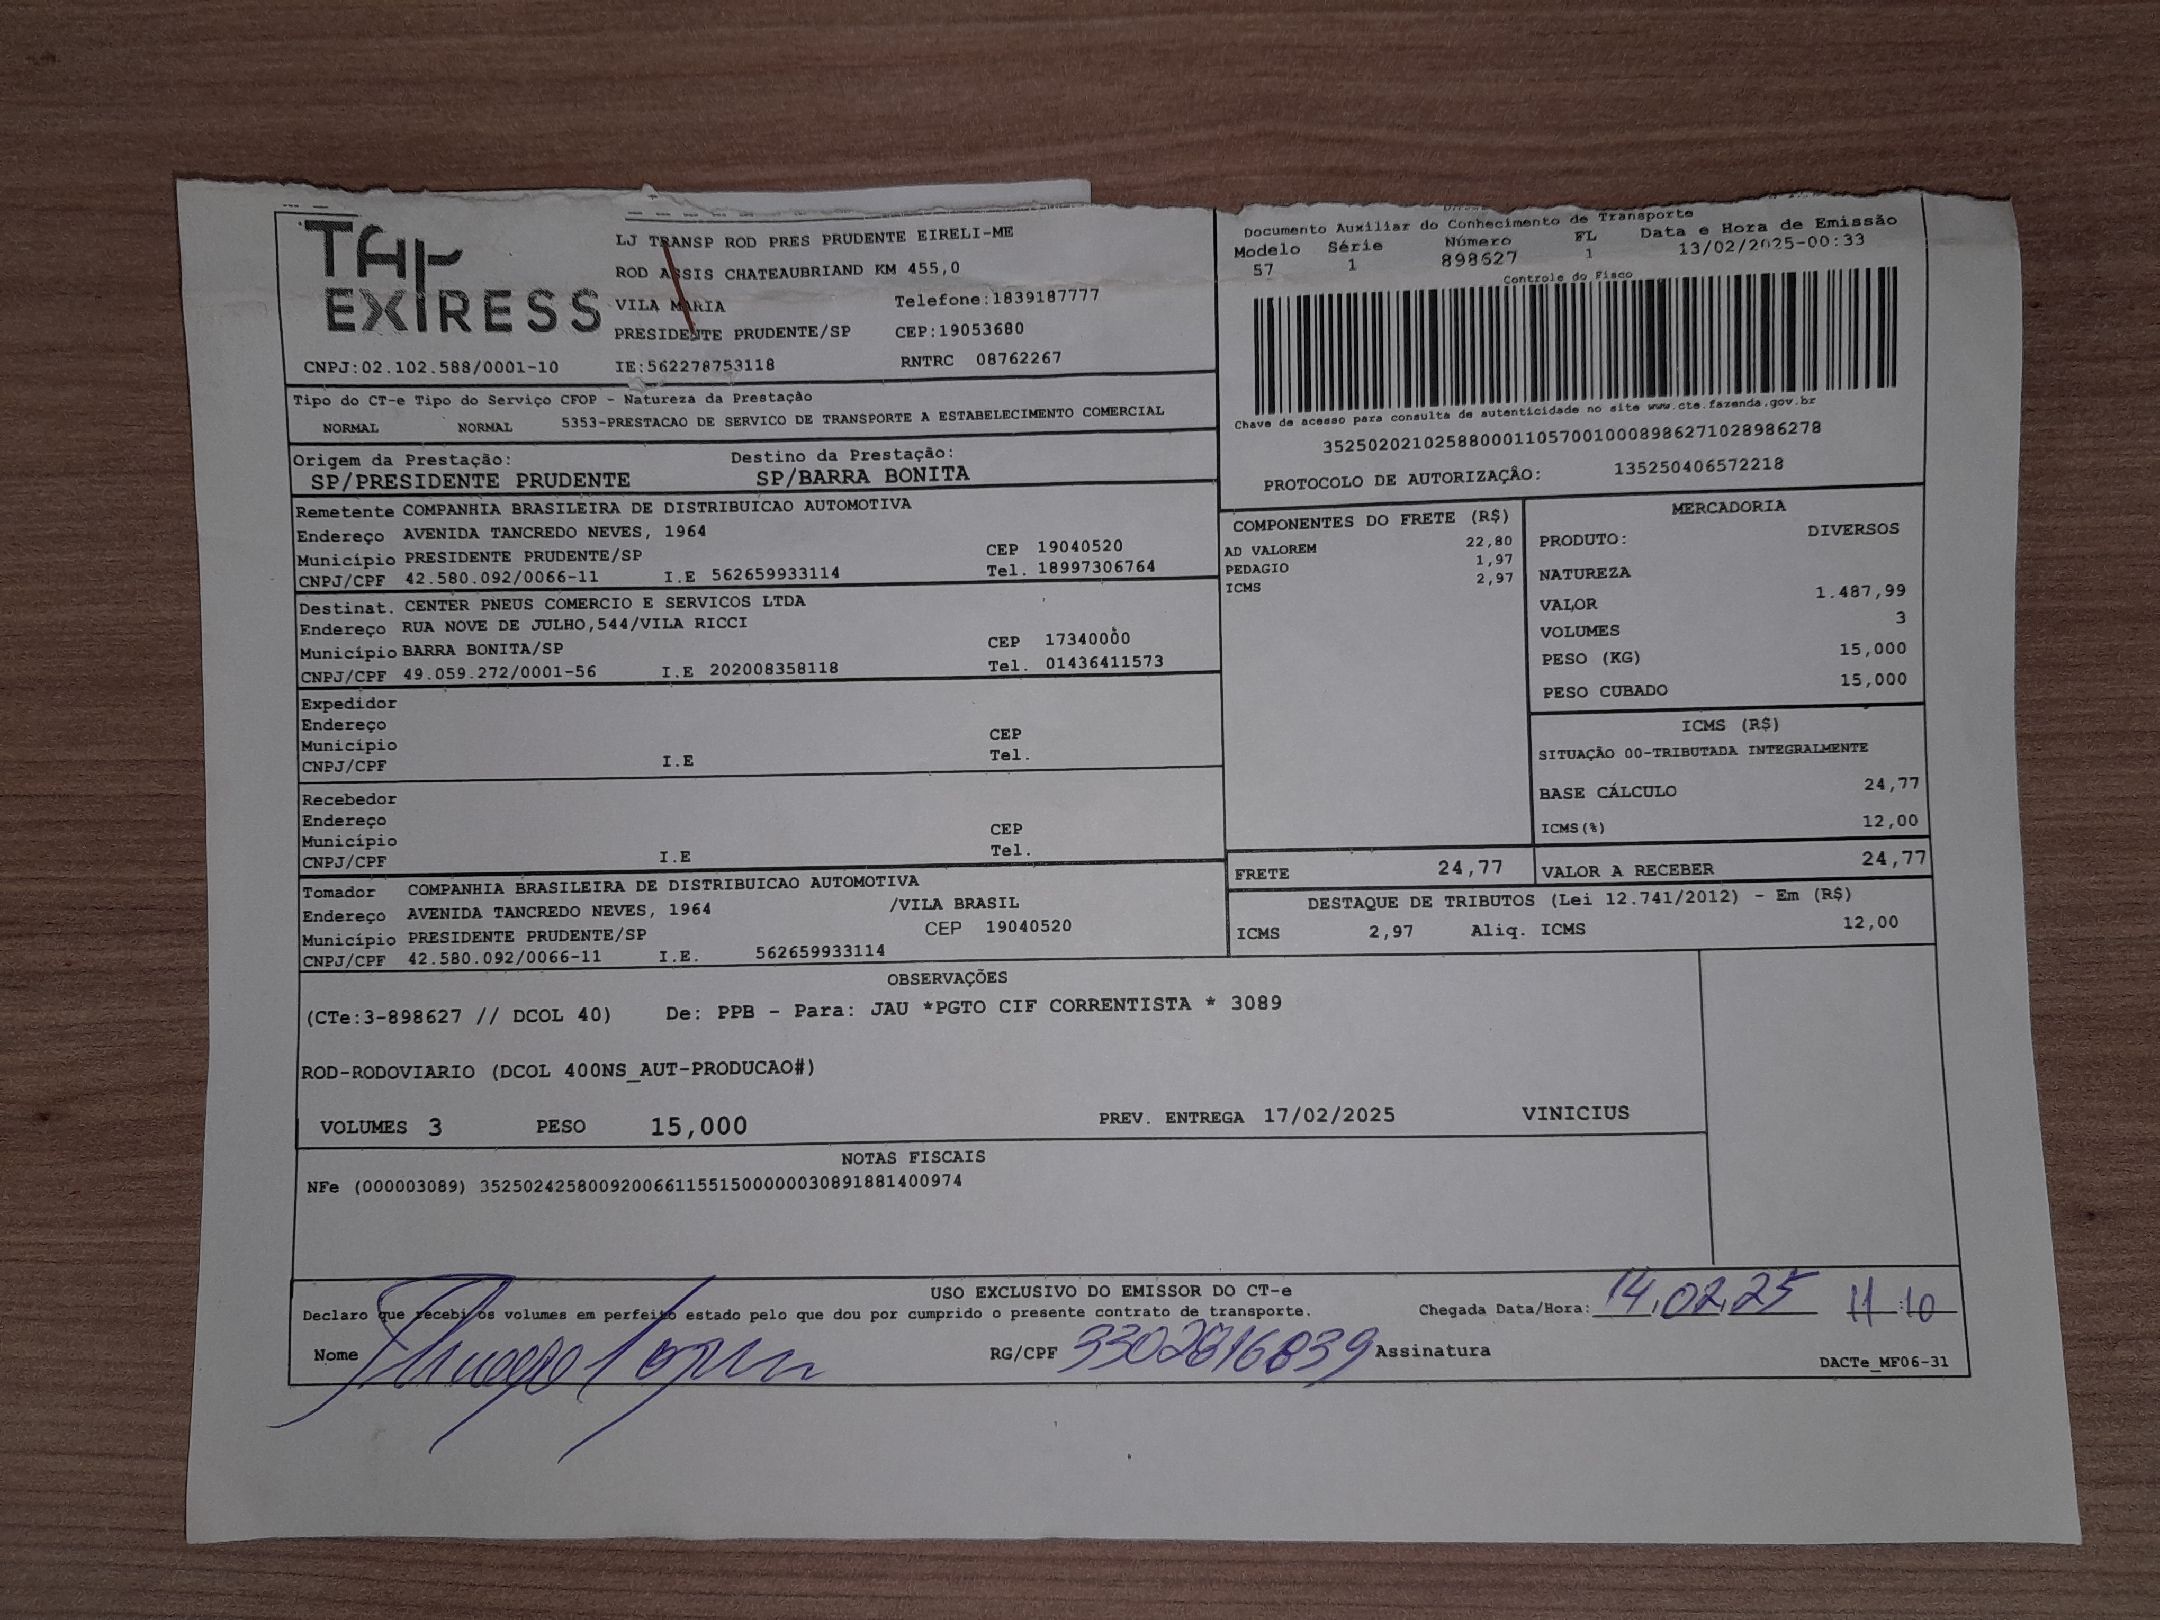 TAF
EXPRESS
LJ TRANSP ROD PRES PRUDENTE EIRELI-ME
ROD ASSIS CHATEAUBRIAND KM 455,0
VILA MARIA Telefone:1839187777
PRESIDENTE PRUDENTE/SP CEP:19053680
CNPJ:02.102.588/0001-10 IE:562278753118 RNTRC 08762267
Documento Auxiliar do Conhecimento de Transporte
Modelo Série Número FL Data e Hora de Emissão
57 1 898627 1 13/02/2025-00:33
Controle do Fisco
Chave de acesso para consulta de autenticidade no site www.cte.fazenda.gov.br
35250202102588000110570010008986271028986278
PROTOCOLO DE AUTORIZAÇÃO: 135250406572218
Tipo do CT-e Tipo do Serviço CFOP - Natureza da Prestação
NORMAL NORMAL 5353-PRESTACAO DE SERVICO DE TRANSPORTE A ESTABELECIMENTO COMERCIAL
Origem da Prestação: Destino da Prestação:
SP/PRESIDENTE PRUDENTE SP/BARRA BONITA
Remetente COMPANHIA BRASILEIRA DE DISTRIBUICAO AUTOMOTIVA
Endereço AVENIDA TANCREDO NEVES, 1964
Município PRESIDENTE PRUDENTE/SP CEP 19040520
CNPJ/CPF 42.580.092/0066-11 I.E 562659933114 Tel. 18997306764
Destinat. CENTER PNEUS COMERCIO E SERVICOS LTDA
Endereço RUA NOVE DE JULHO,544/VILA RICCI
Município BARRA BONITA/SP CEP 17340000
CNPJ/CPF 49.059.272/0001-56 I.E 202008358118 Tel. 01436411573
Expedidor
Endereço
Município CEP
CNPJ/CPF I.E Tel.
Recebedor
Endereço
Município CEP
CNPJ/CPF I.E Tel.
Tomador COMPANHIA BRASILEIRA DE DISTRIBUICAO AUTOMOTIVA
Endereço AVENIDA TANCREDO NEVES, 1964 /VILA BRASIL
Município PRESIDENTE PRUDENTE/SP CEP 19040520
CNPJ/CPF 42.580.092/0066-11 I.E. 562659933114
COMPONENTES DO FRETE (R$)
AD VALOREM 22,80
PEDAGIO 1,97
ICMS 2,97
MERCADORIA
PRODUTO: DIVERSOS
NATUREZA
VALOR 1.487,99
VOLUMES 3
PESO (KG) 15,000
PESO CUBADO 15,000
ICMS (R$)
SITUAÇÃO 00-TRIBUTADA INTEGRALMENTE
BASE CÁLCULO 24,77
ICMS(%) 12,00
FRETE 24,77 VALOR A RECEBER 24,77
DESTAQUE DE TRIBUTOS (Lei 12.741/2012) - Em (R$)
ICMS 2,97 Aliq. ICMS 12,00
OBSERVAÇÕES
(CTe:3-898627 // DCOL 40) De: PPB - Para: JAU *PGTO CIF CORRENTISTA * 3089
ROD-RODOVIARIO (DCOL 400NS_AUT-PRODUCAO#)
VOLUMES 3 PESO 15,000 PREV. ENTREGA 17/02/2025 VINICIUS
NOTAS FISCAIS
NFe (000003089) 35250242580092006611551500000030891881400974
USO EXCLUSIVO DO EMISSOR DO CT-e
Declaro que recebi os volumes em perfeito estado pelo que dou por cumprido o presente contrato de transporte. Chegada Data/Hora: 14.02.25 11:10
Nome RG/CPF 3302816839 Assinatura
DACTe_MF06-31